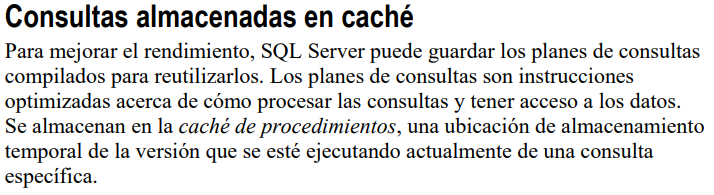 Consultas almacenadas en caché
Para mejorar el rendimiento, SQL Server puede guardar los planes de consultas
compilados para reutilizarlos. Los planes de consultas son instrucciones
optimizadas acerca de cómo procesar las consultas y tener acceso a los datos.
Se almacenan en la caché de procedimientos, una ubicación de almacenamiento
temporal de la versión que se esté ejecutando actualmente de una consulta
específica.